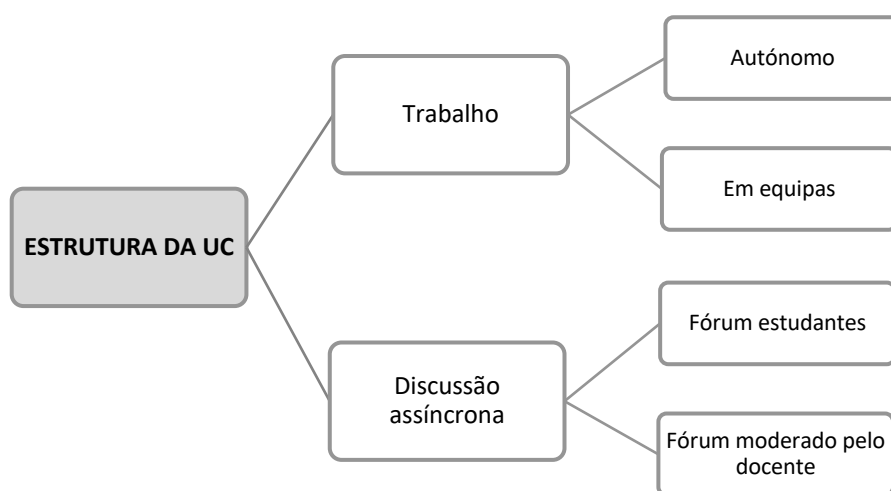 ESTRUTURA DA UC
Trabalho
Autónomo
Em equipas
Discussão
assíncrona
Fórum estudantes
Fórum moderado pelo
docente